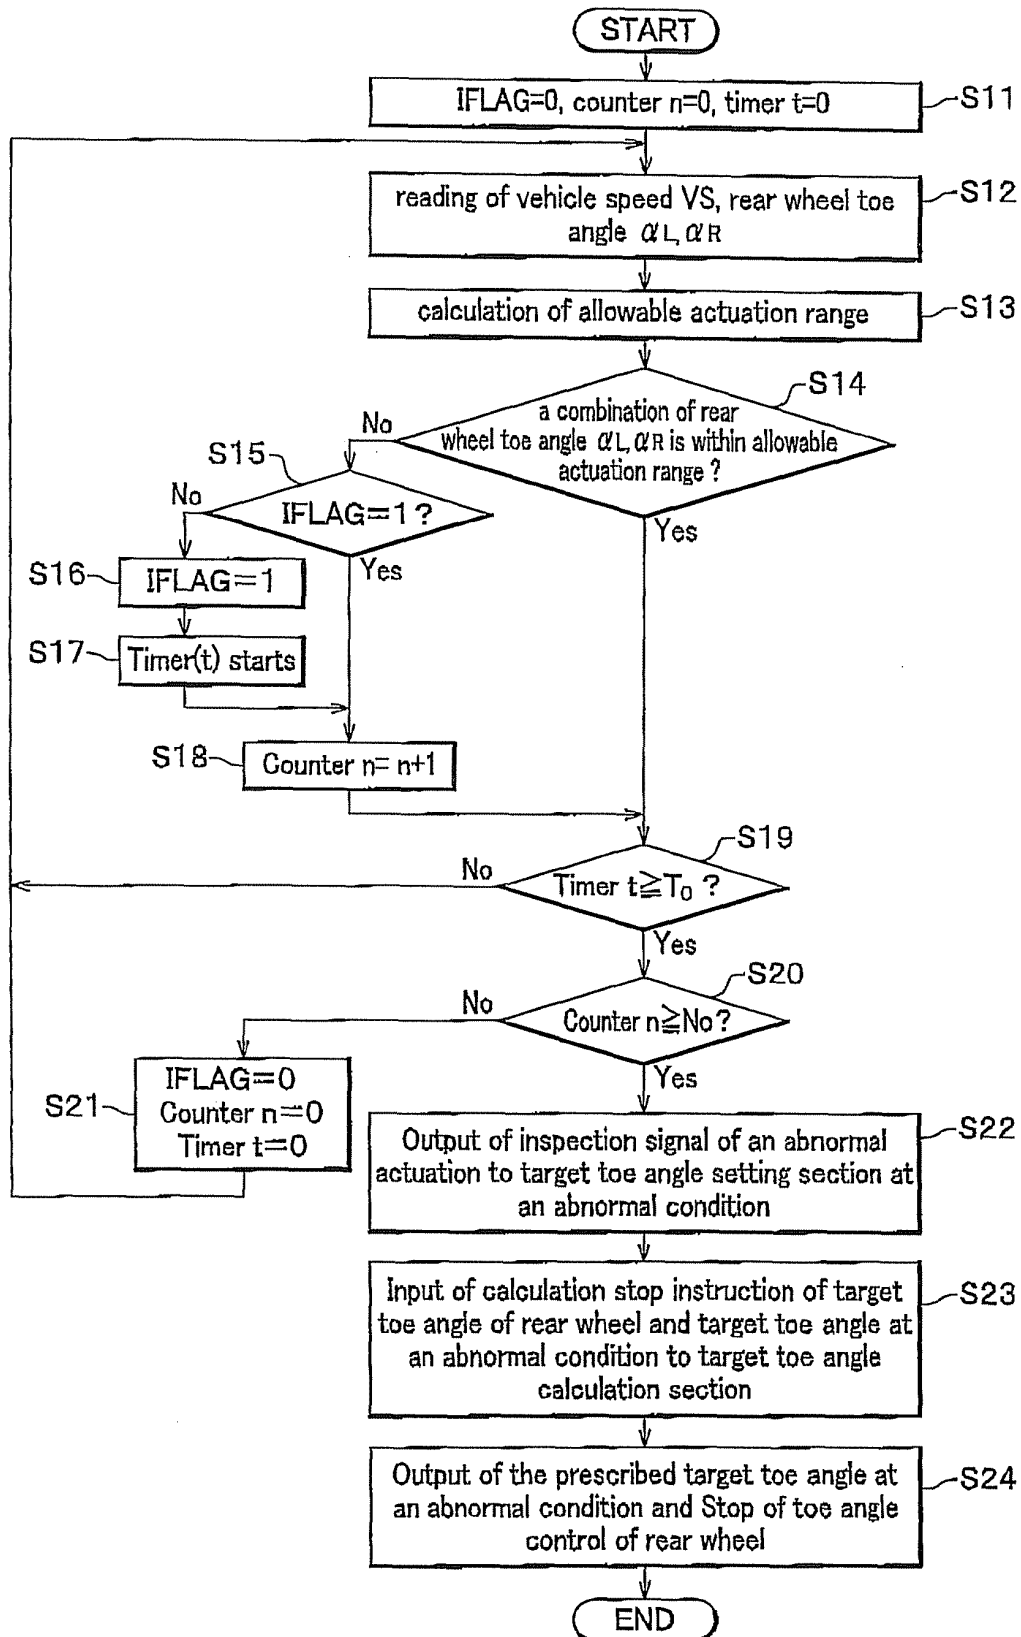 START
IFLAG=0, counter n=0, timer t=0
S11
reading of vehicle speed VS, rear wheel toe
angle αL, αR
S12
calculation of allowable actuation range
S13
a combination of rear
wheel toe angle αL, αR is within allowable
actuation range ?
S14
No
Yes
S15
IFLAG=1 ?
No
Yes
S16
IFLAG=1
S17
Timer(t) starts
S18
Counter n= n+1
S19
Timer t≧T0 ?
No
Yes
S20
Counter n≧No?
No
Yes
S21
IFLAG=0
Counter n=0
Timer t=0
Output of inspection signal of an abnormal
actuation to target toe angle setting section at
an abnormal condition
S22
Input of calculation stop instruction of target
toe angle of rear wheel and target toe angle at
an abnormal condition to target toe angle
calculation section
S23
Output of the prescribed target toe angle at
an abnormal condition and Stop of toe angle
control of rear wheel
S24
END